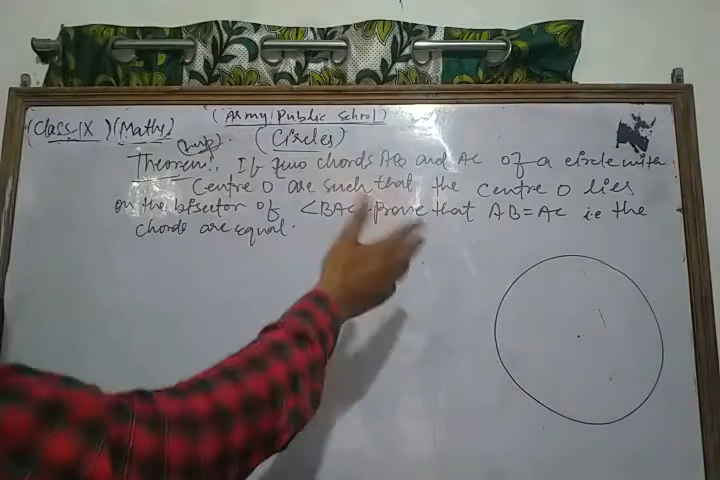 (Army Public School)
(Class-IX) (Maths)
(Circles)
(Imp)
Theorem:. If two chords AB and AC of a circle with
Centre O are such that the centre O lies
on the bisector of ∠BAC. prove that AB=AC i.e the
chords are equal.